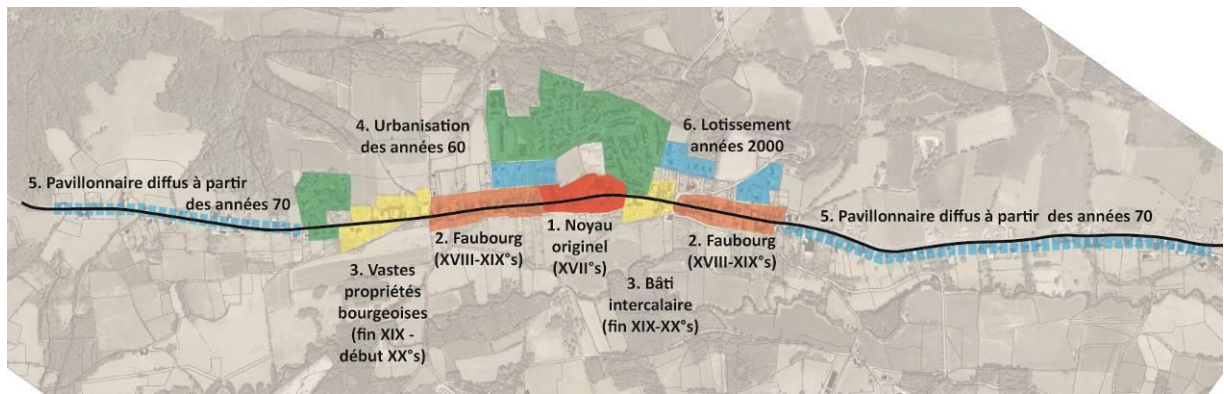 4. Urbanisation
des années 60
6. Lotissement
années 2000
5. Pavillonnaire diffus à partir
des années 70
5. Pavillonnaire diffus à partir des années 70
2. Faubourg
(XVIII-XIX°s)
1. Noyau
originel
(XVII°s)
2. Faubourg
(XVIII-XIX°s)
3. Vastes
propriétés
bourgeoises
(fin XIX -
début XX°s)
3. Bâti
intercalaire
(fin XIX-XX°s)